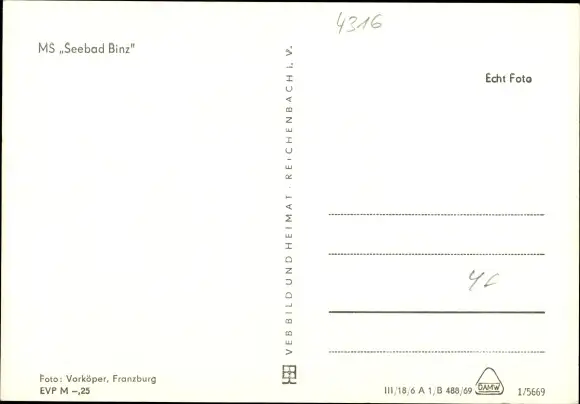 4316
MS „Seebad Binz"
Echt Foto
VEB BILD UND HEIMAT · REICHENBACH i. V.
Foto: Vorköper, Franzburg
EVP M –,25
III/18/6 A 1/B 488/69
DAMW
1/5669